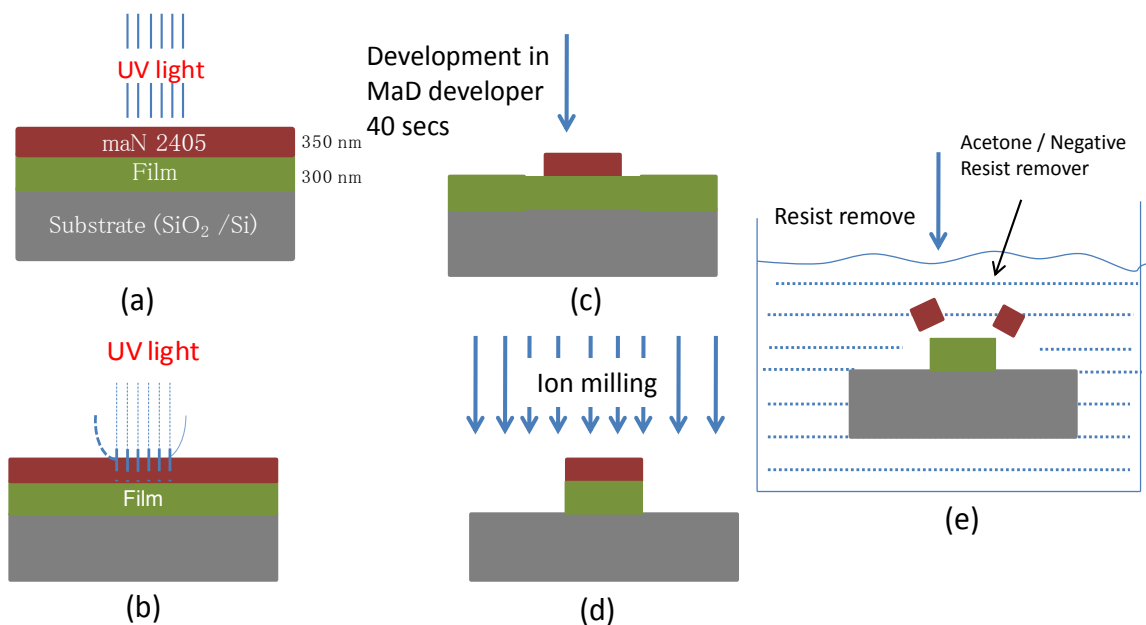 UV light
maN 2405
350 nm
Film
300 nm
Substrate (SiO₂ /Si)
(a)
UV light
Film
(b)
Development in
MaD developer
40 secs
(c)
Ion milling
(d)
Acetone / Negative
Resist remover
Resist remove
(e)